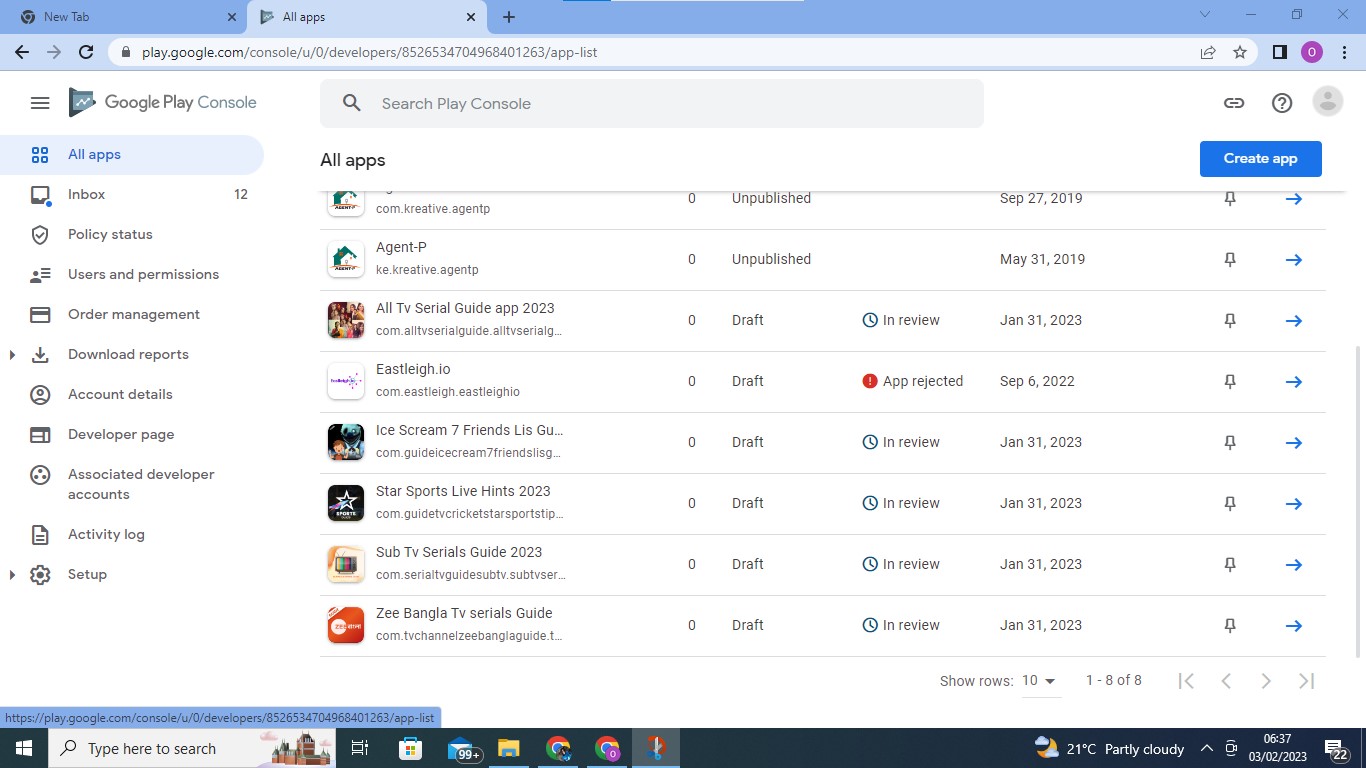 New Tab
All apps
play.google.com/console/u/0/developers/8526534704968401263/app-list
O
Google Play Console
Search Play Console
All apps
Inbox 12
Policy status
Users and permissions
Order management
Download reports
Account details
Developer page
Associated developer
accounts
Activity log
Setup
All apps
Create app
AGENT-P
com.kreative.agentp
0 Unpublished Sep 27, 2019
Agent-P
AGENT-P
ke.kreative.agentp
0 Unpublished May 31, 2019
All Tv Serial Guide app 2023
com.alltvserialguide.alltvserialg...
0 Draft In review Jan 31, 2023
Eastleigh.io
com.eastleigh.eastleighio
0 Draft App rejected Sep 6, 2022
Ice Scream 7 Friends Lis Gu...
com.guideicecream7friendslisg...
0 Draft In review Jan 31, 2023
Star Sports Live Hints 2023
SPORTS
com.guidetvcricketstarsportstip...
0 Draft In review Jan 31, 2023
Sub Tv Serials Guide 2023
com.serialtvguidesubtv.subtvser...
0 Draft In review Jan 31, 2023
Zee Bangla Tv serials Guide
com.tvchannelzeebanglaguide.t...
0 Draft In review Jan 31, 2023
Show rows: 10 1 - 8 of 8
https://play.google.com/console/u/0/developers/8526534704968401263/app-list
Type here to search
99+
O
21°C Partly cloudy
06:37
03/02/2023
22